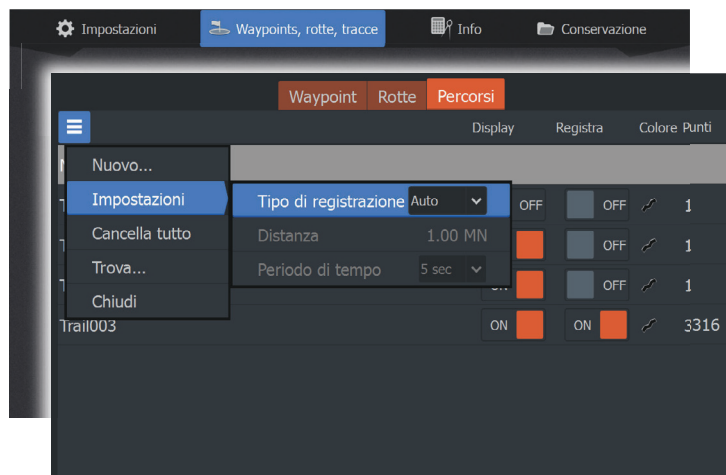 Impostazioni Waypoints, rotte, tracce Info Conservazione
Waypoint Rotte Percorsi
Display Registra Colore Punti
Nuovo...
Impostazioni Tipo di registrazione Auto OFF OFF 1
Cancella tutto Distanza 1.00 MN OFF 1
Trova... Periodo di tempo 5 sec OFF 1
Chiudi
Trail003 ON ON 3316